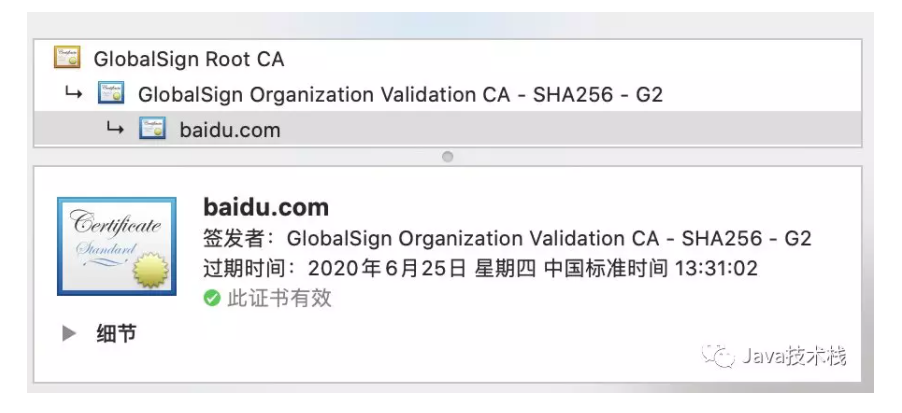 GlobalSign Root CA
GlobalSign Organization Validation CA - SHA256 - G2
baidu.com
Certificate
Standard
baidu.com
签发者：GlobalSign Organization Validation CA - SHA256 - G2
过期时间：2020年6月25日 星期四 中国标准时间 13:31:02
此证书有效
细节
Java技术栈